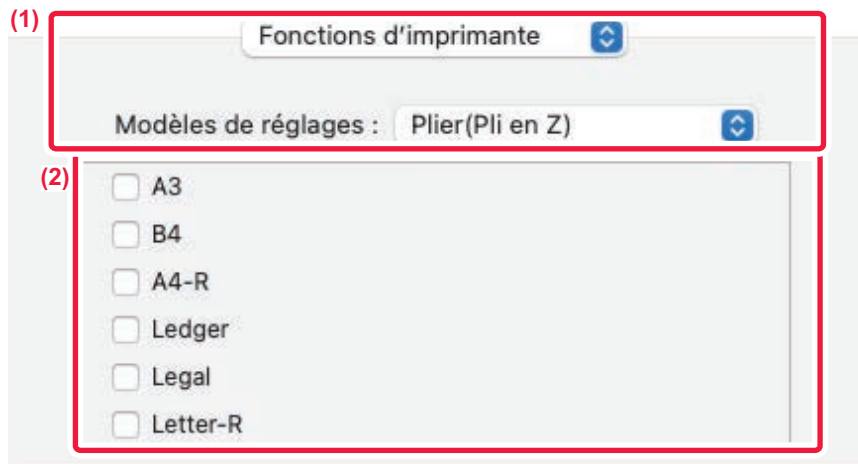 (1)
Fonctions d'imprimante
Modèles de réglages : Plier(Pli en Z)
(2)
A3
B4
A4-R
Ledger
Legal
Letter-R